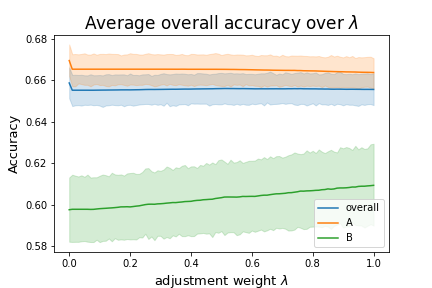 Average overall accuracy over λ
0.68
0.66
0.64
0.62
0.60
0.58
Accuracy
overall
A
B
0.0 0.2 0.4 0.6 0.8 1.0
adjustment weight λ